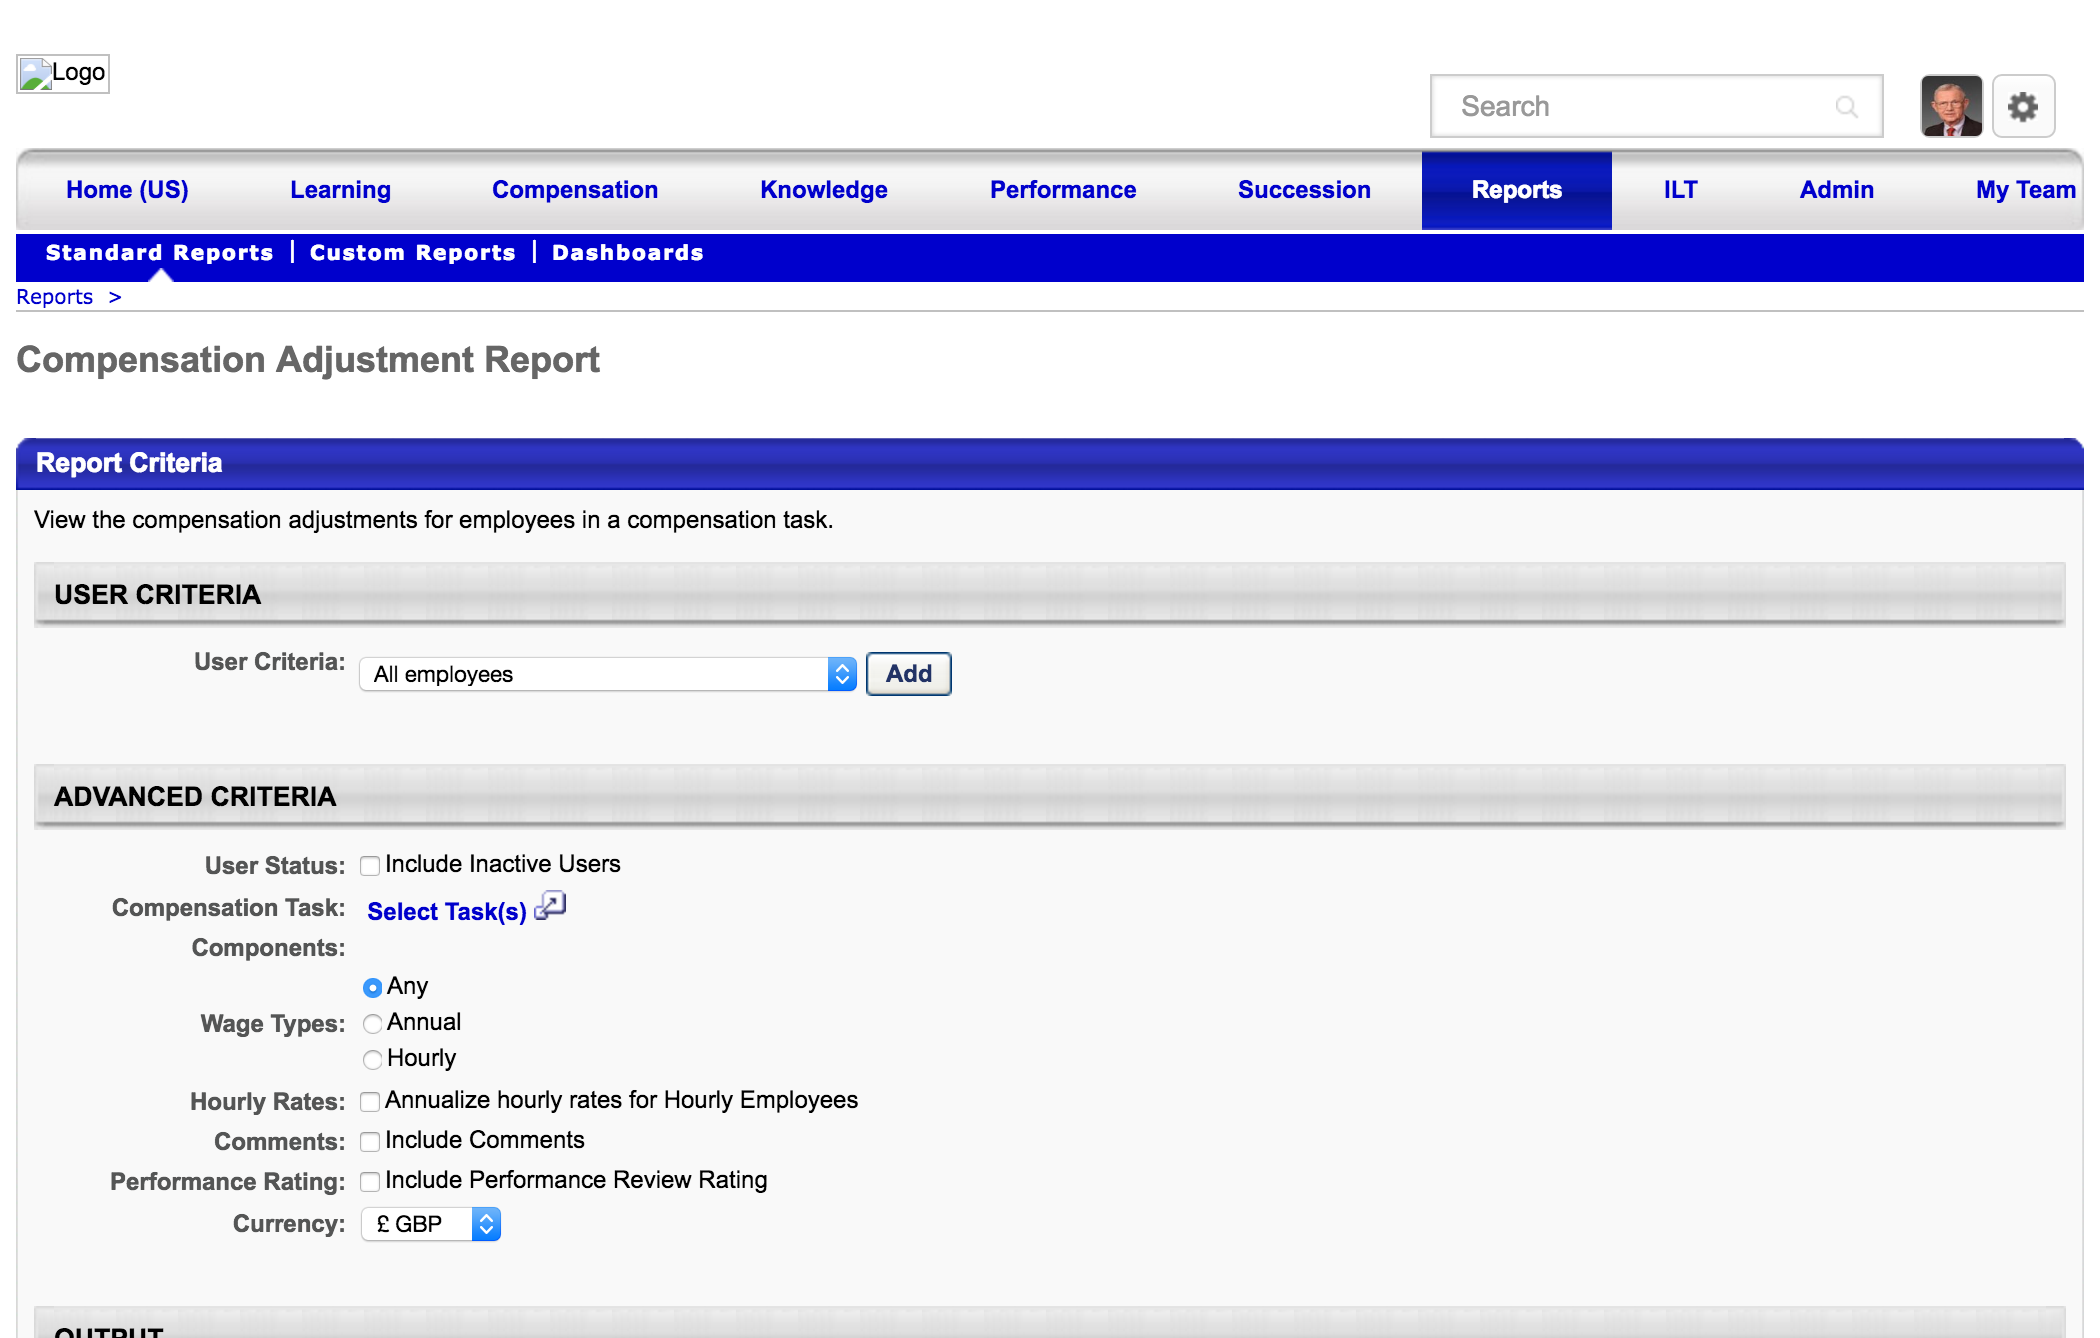 Logo
Search
Home (US) Learning Compensation Knowledge Performance Succession Reports ILT Admin My Team
Standard Reports | Custom Reports | Dashboards
Reports >
Compensation Adjustment Report
Report Criteria
View the compensation adjustments for employees in a compensation task.
USER CRITERIA
User Criteria: All employees Add
ADVANCED CRITERIA
User Status: Include Inactive Users
Compensation Task: Select Task(s)
Components:
Any
Wage Types: Annual
Hourly
Hourly Rates: Annualize hourly rates for Hourly Employees
Comments: Include Comments
Performance Rating: Include Performance Review Rating
Currency: £ GBP
OUTPUT